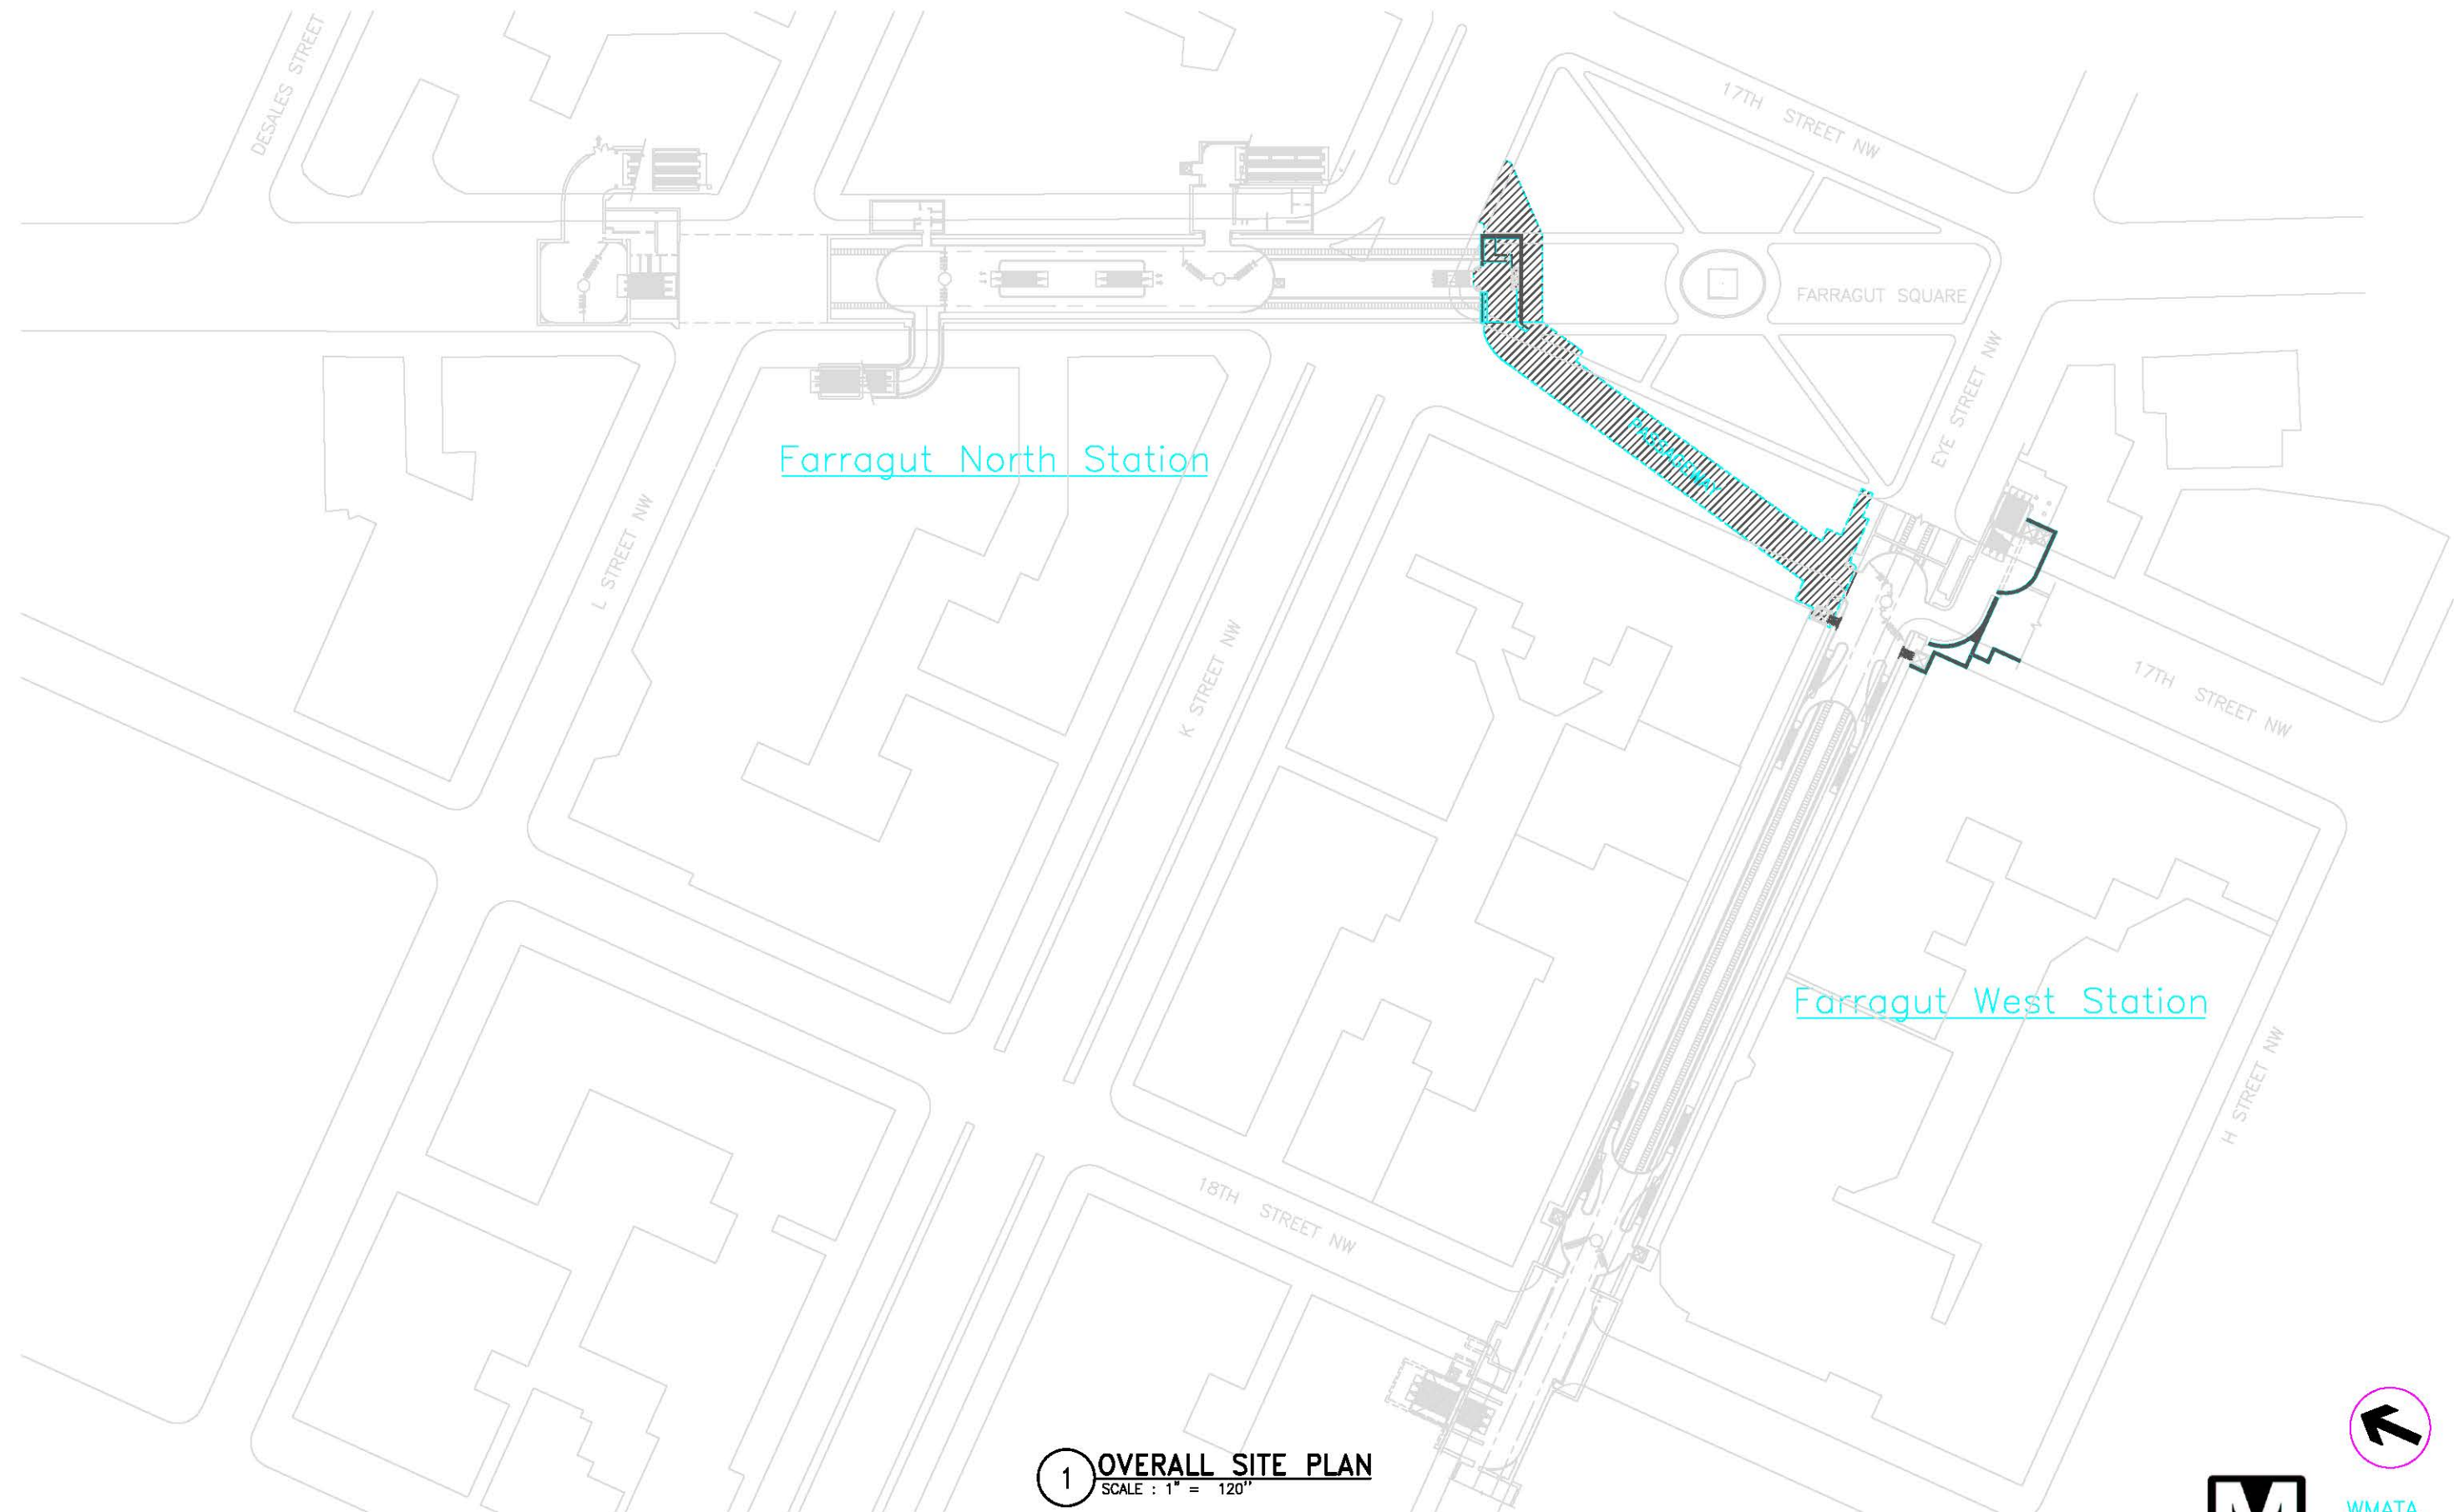 DESALES STREET
17TH STREET NW
FARRAGUT SQUARE
EYE STREET NW
Farragut North Station
PASSAGEWAY
L STREET NW
K STREET NW
17TH STREET NW
Farragut West Station
H STREET NW
18TH STREET NW
1 OVERALL SITE PLAN
SCALE : 1" = 120"
M
WMATA